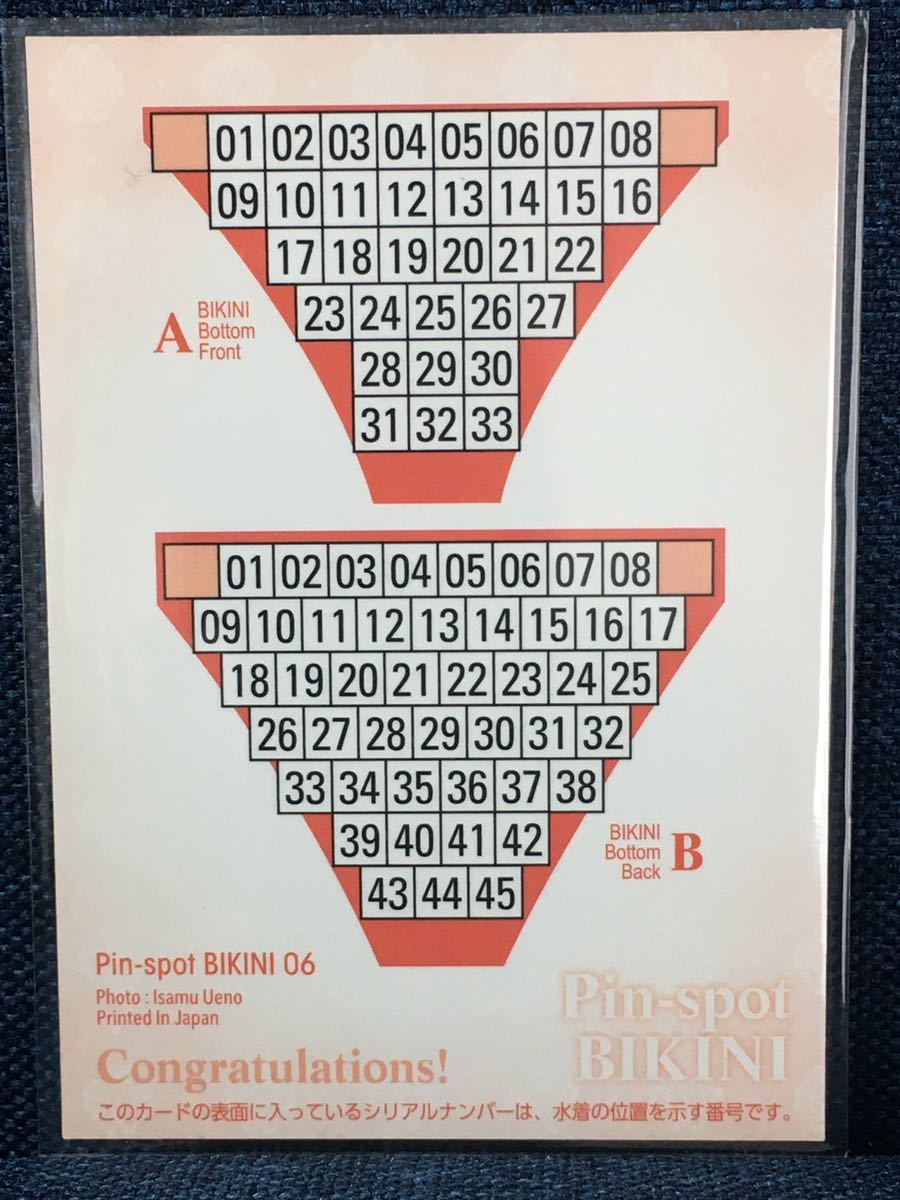 01 02 03 04 05 06 07 08
09 10 11 12 13 14 15 16
17 18 19 20 21 22
23 24 25 26 27
28 29 30
31 32 33
A
BIKINI
Bottom
Front
01 02 03 04 05 06 07 08
09 10 11 12 13 14 15 16 17
18 19 20 21 22 23 24 25
26 27 28 29 30 31 32
33 34 35 36 37 38
39 40 41 42
43 44 45
BIKINI
Bottom
Back
B
Pin-spot BIKINI 06
Photo : Isamu Ueno
Printed In Japan
Pin-spot
BIKINI
Congratulations!
このカードの表面に入っているシリアルナンバーは、水着の位置を示す番号です。